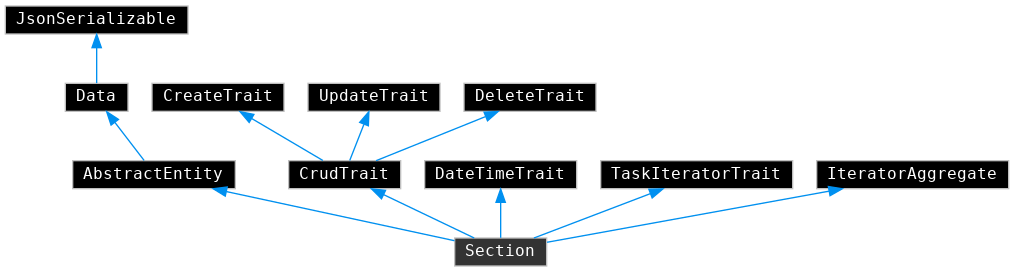 JsonSerializable
Data
CreateTrait
UpdateTrait
DeleteTrait
AbstractEntity
CrudTrait
DateTimeTrait
TaskIteratorTrait
IteratorAggregate
Section